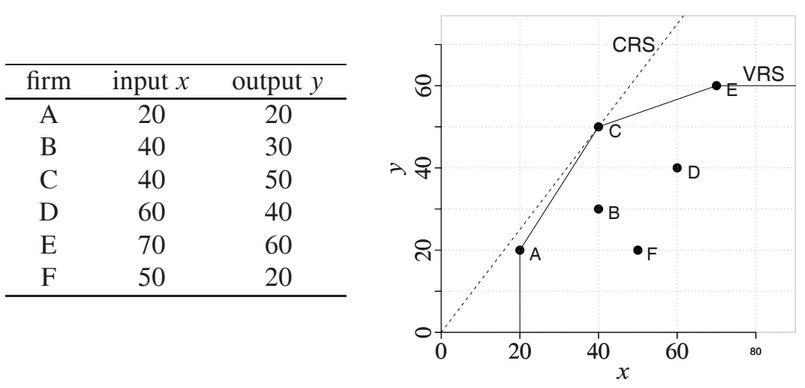 firm input x output y
A 20 20
B 40 30
C 40 50
D 60 40
E 70 60
F 50 20
CRS
VRS
E
C
D
B
A
F
60
40
20
0
y
0 20 40 60 80
x